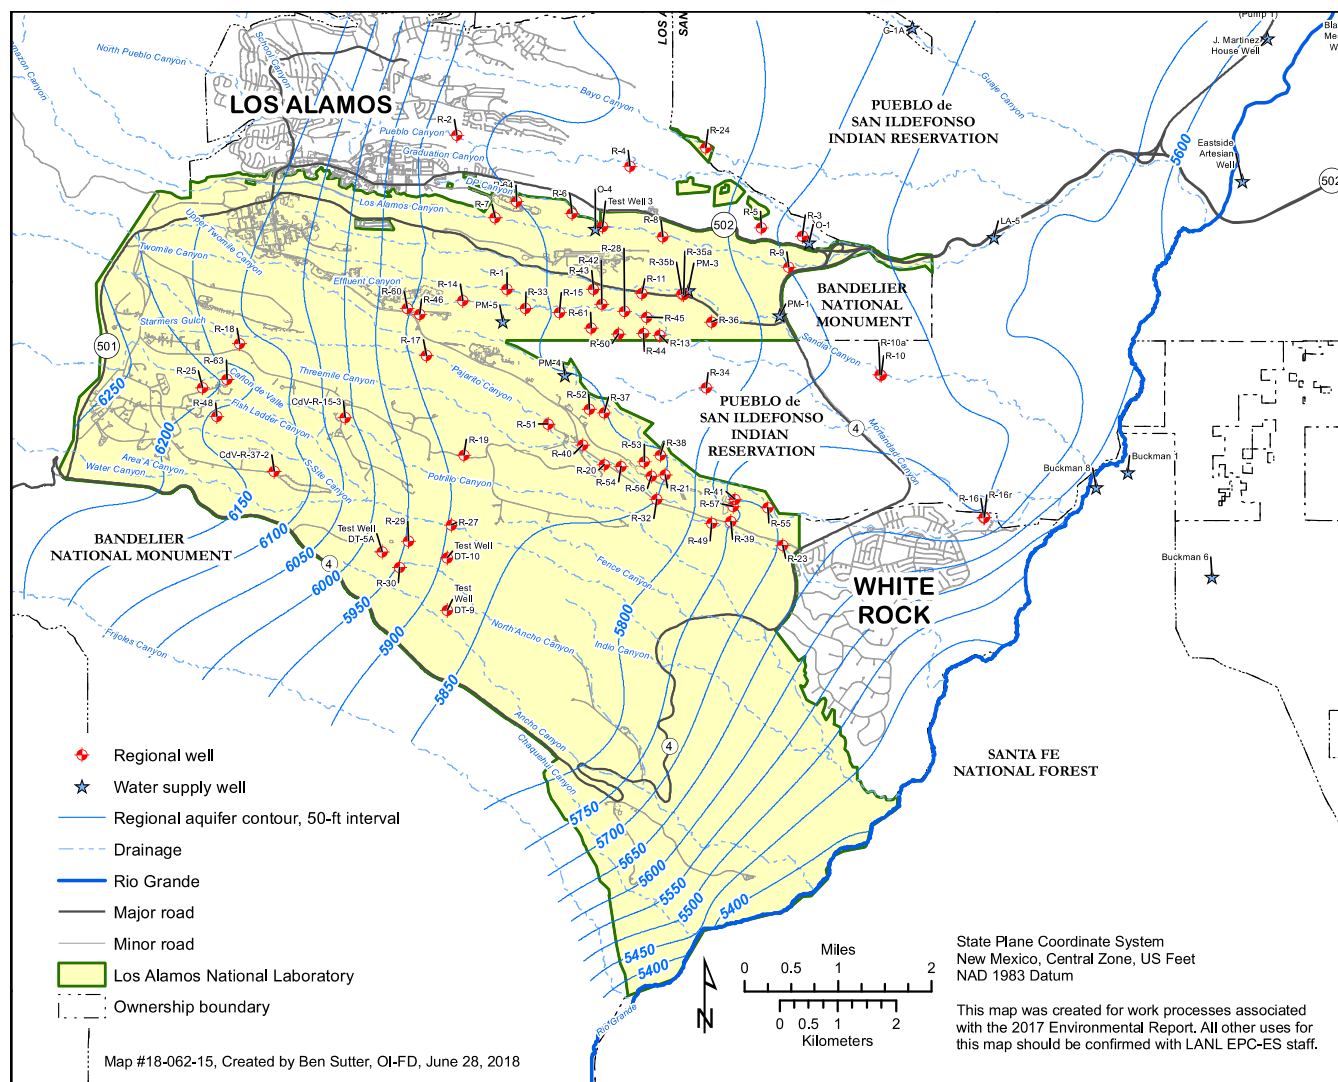 (Pump 1)
LOS A
SAN
G-1A
J. Martinez
House Well
Bla
Me
W
North Pueblo Canyon
School Canyon
Bayo Canyon
Guaje Canyon
LOS ALAMOS
PUEBLO de
SAN ILDEFONSO
INDIAN RESERVATION
R-2
Pueblo Canyon
Graduation Canyon
R-24
R-4
5600
Eastside
Artesian
Well
502
DP Canyon
R-64
R-6
O-4
Test Well 3
Los Alamos Canyon
R-7
R-8
502
R-5
R-3
O-1
LA-5
Upper Twomile Canyon
Twomile Canyon
R-28
R-42
R-43
R-35a
R-35b
PM-3
R-9
R-11
Effluent Canyon
R-1
R-14
R-33
R-15
R-60
R-46
PM-5
R-61
R-45
R-36
PM-1
BANDELIER
NATIONAL
MONUMENT
Starmers Gulch
R-18
501
R-17
R-50
R-44
R-13
Sandia Canyon
R-10a
R-10
R-63
R-25
Cañon de Valle
Threemile Canyon
Pajarito Canyon
PM-4
R-34
6250
R-48
Fish Ladder Canyon
CdV-R-15-3
R-52
R-37
PUEBLO de
SAN ILDEFONSO
INDIAN
RESERVATION
Mortandad Canyon
4
6200
R-51
Area A Canyon
Water Canyon
CdV-R-37-2
S-Site Canyon
R-19
Potrillo Canyon
R-40
R-53
R-38
R-20
R-54
R-56
R-21
Buckman 8
Buckman 1
6150
R-41
R-57
R-16
R-16r
R-32
R-55
6100
Test Well
DT-5A
R-29
R-27
R-49
R-39
R-23
BANDELIER
NATIONAL MONUMENT
6050
4
Test Well
DT-10
R-30
Fence Canyon
Buckman 6
6000
WHITE
ROCK
5950
Test
Well
DT-9
5800
Frijoles Canyon
5900
North Ancho Canyon
Indio Canyon
5850
Ancho Canyon
Chaquehui Canyon
4
SANTA FE
NATIONAL FOREST
Regional well
Water supply well
Regional aquifer contour, 50-ft interval
Drainage
Rio Grande
Major road
Minor road
Los Alamos National Laboratory
Ownership boundary
5750
5700
5650
5600
5550
5500
5400
5450
5400
Rio Grande
N
Miles
0 0.5 1 2
0 0.5 1 2
Kilometers
State Plane Coordinate System
New Mexico, Central Zone, US Feet
NAD 1983 Datum
This map was created for work processes associated
with the 2017 Environmental Report. All other uses for
this map should be confirmed with LANL EPC-ES staff.
Map #18-062-15, Created by Ben Sutter, OI-FD, June 28, 2018